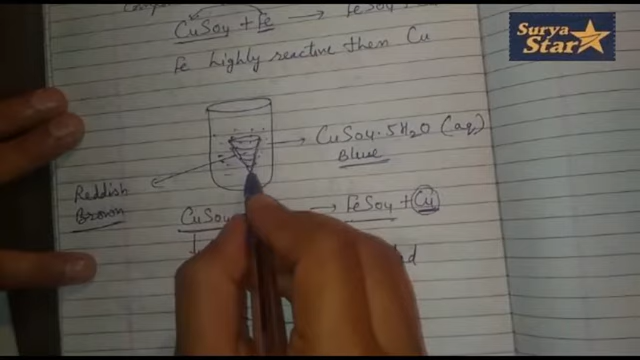 CuSO4 + Fe → FeSO4 +
Fe highly reactive then Cu
Surya
Star
CuSO4·5H2O (aq)
Blue
Reddish
Brown
CuSO4 → FeSO4 + Cu